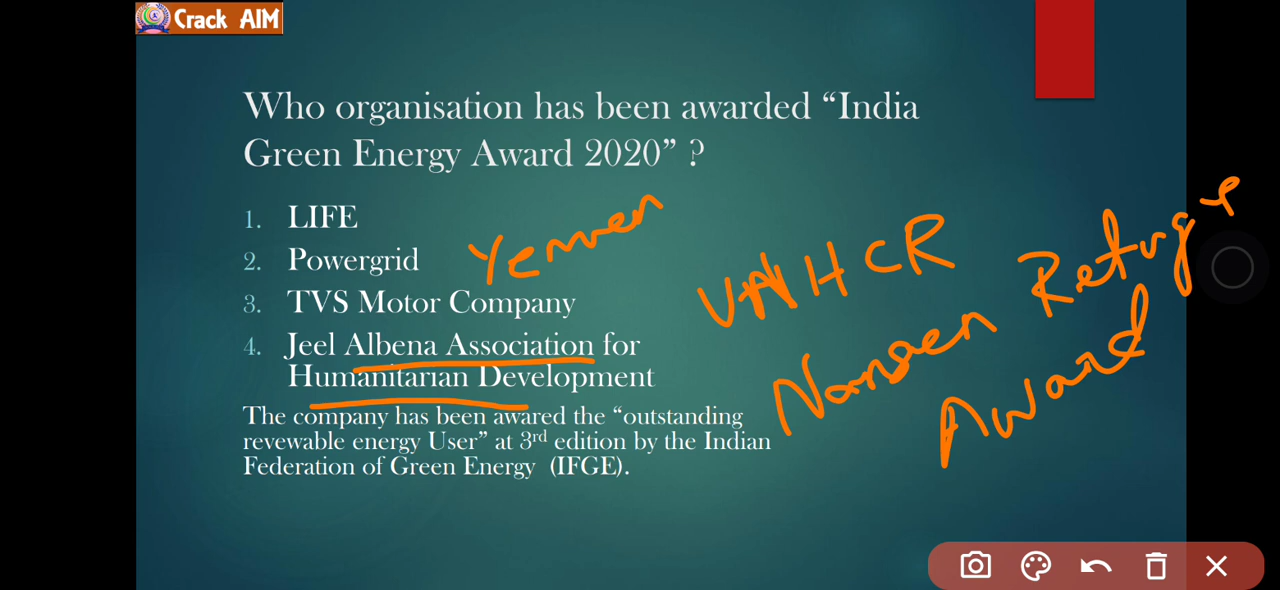 Crack AIM
Who organisation has been awarded “India
Green Energy Award 2020” ?
1. LIFE
2. Powergrid
Yemen
3. TVS Motor Company
4. Jeel Albena Association for
Humanitarian Development
UNHCR
Nansen Refuge
Award
The company has been awared the “outstanding
revewable energy User” at 3rd edition by the Indian
Federation of Green Energy (IFGE).